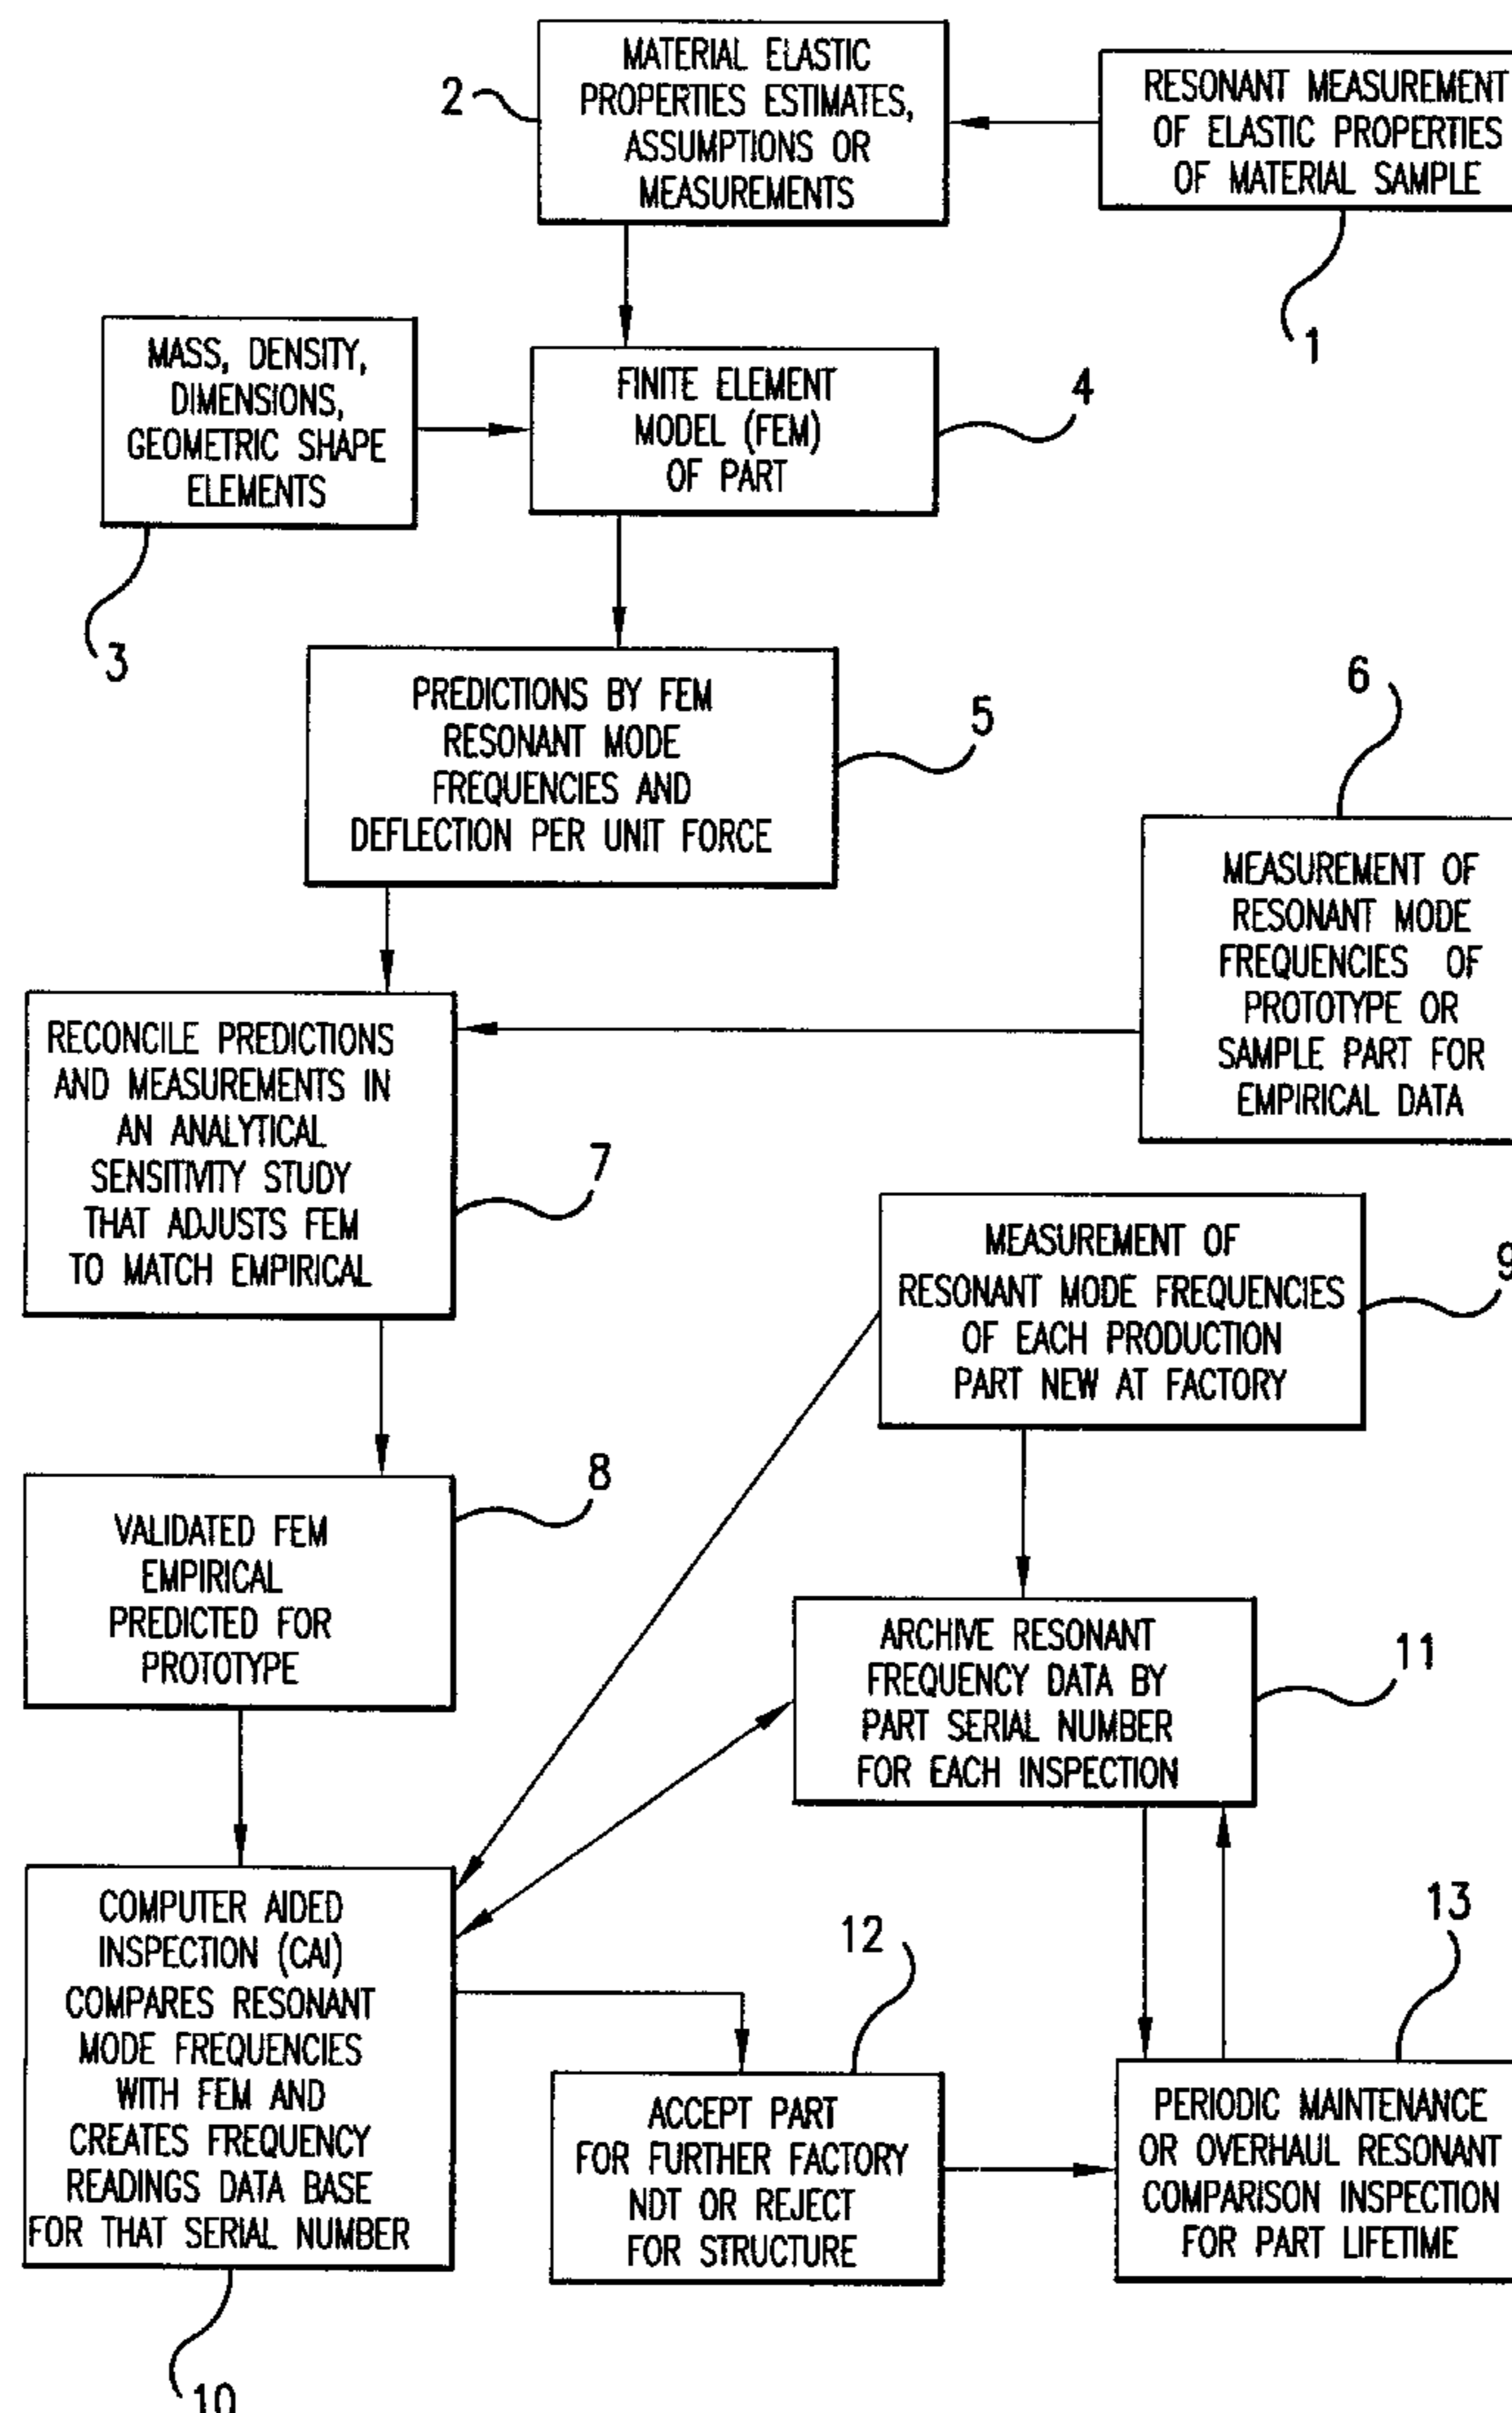 MATERIAL ELASTIC
PROPERTIES ESTIMATES,
ASSUMPTIONS OR
MEASUREMENTS
2
RESONANT MEASUREMENT
OF ELASTIC PROPERTIES
OF MATERIAL SAMPLE
1
MASS, DENSITY,
DIMENSIONS,
GEOMETRIC SHAPE
ELEMENTS
3
FINITE ELEMENT
MODEL (FEM)
OF PART
4
PREDICTIONS BY FEM
RESONANT MODE
FREQUENCIES AND
DEFLECTION PER UNIT FORCE
5
6
MEASUREMENT OF
RESONANT MODE
FREQUENCIES OF
PROTOTYPE OR
SAMPLE PART FOR
EMPIRICAL DATA
RECONCILE PREDICTIONS
AND MEASUREMENTS IN
AN ANALYTICAL
SENSITIVITY STUDY
THAT ADJUSTS FEM
TO MATCH EMPIRICAL
7
MEASUREMENT OF
RESONANT MODE FREQUENCIES
OF EACH PRODUCTION
PART NEW AT FACTORY
9
VALIDATED FEM
EMPIRICAL
PREDICTED FOR
PROTOTYPE
8
ARCHIVE RESONANT
FREQUENCY DATA BY
PART SERIAL NUMBER
FOR EACH INSPECTION
11
COMPUTER AIDED
INSPECTION (CAI)
COMPARES RESONANT
MODE FREQUENCIES
WITH FEM AND
CREATES FREQUENCY
READINGS DATA BASE
FOR THAT SERIAL NUMBER
10
12
ACCEPT PART
FOR FURTHER FACTORY
NDT OR REJECT
FOR STRUCTURE
13
PERIODIC MAINTENANCE
OR OVERHAUL RESONANT
COMPARISON INSPECTION
FOR PART LIFETIME